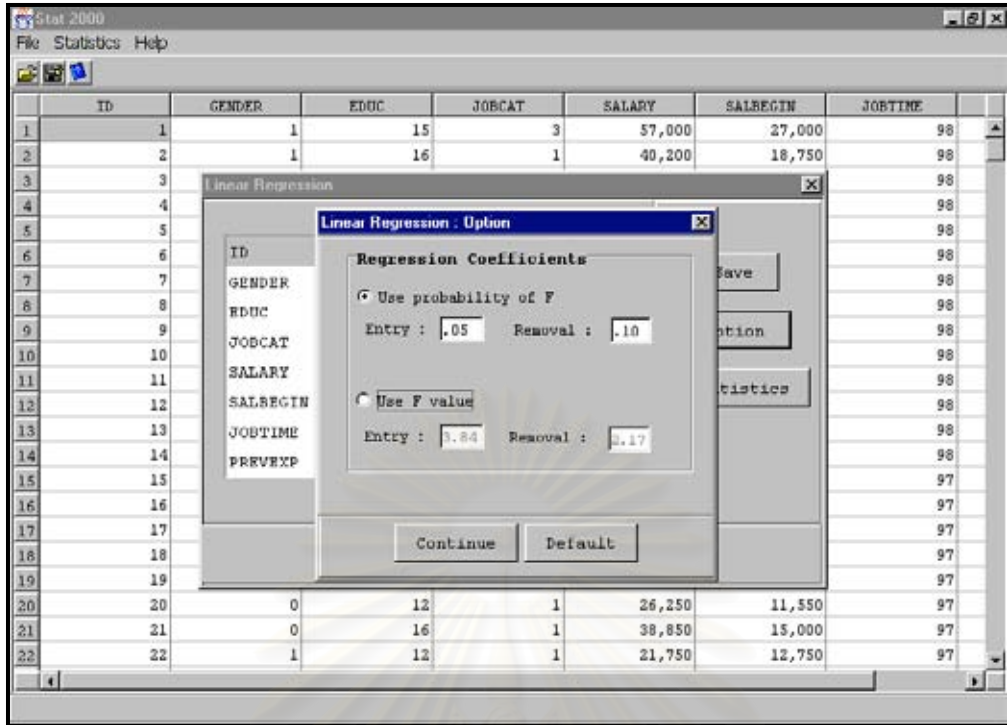 Stat 2000
File Statistics Help
ID GENDER EDUC JOBCAT SALARY SALBEGIN JOBTIME
1 1 1 15 3 57,000 27,000 98
2 2 1 16 1 40,200 18,750 98
3 3 98
4 4 98
5 5 98
6 6 98
7 7 98
8 8 98
9 9 98
10 10 98
11 11 98
12 12 98
13 13 98
14 14 98
15 15 97
16 16 97
17 17 97
18 18 97
19 19 97
20 20 0 12 1 26,250 11,550 97
21 21 0 16 1 38,850 15,000 97
22 22 1 12 1 21,750 12,750 97
Linear Regression
ID
GENDER
EDUC
JOBCAT
SALARY
SALBEGIN
JOBTIME
PREVEXP
Save
ption
tistics
Linear Regression : Option
Regression Coefficients
Use probability of F
Entry : .05 Removal : .10
Use F value
Entry : 3.84 Removal : 2.17
Continue Default